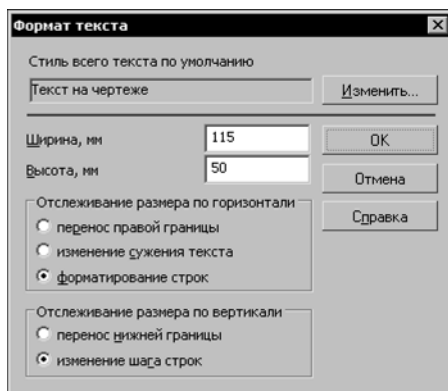 Формат текста
Стиль всего текста по умолчанию
Текст на чертеже
Изменить...
Ширина, мм
115
OK
Высота, мм
50
Отмена
Отслеживание размера по горизонтали
Справка
перенос правой границы
изменение сужения текста
форматирование строк
Отслеживание размера по вертикали
перенос нижней границы
изменение шага строк